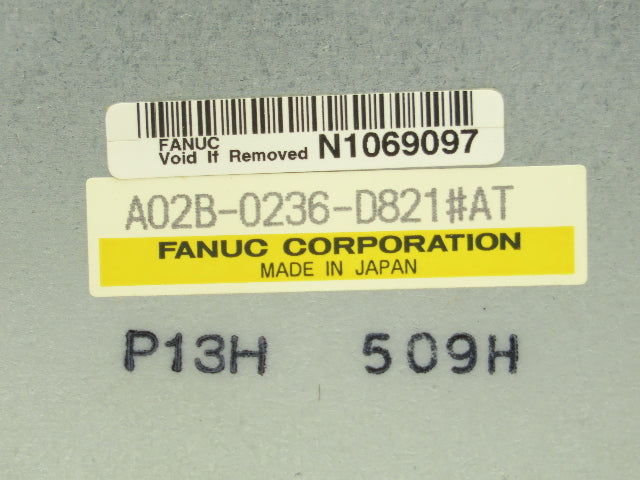 FANUC
Void If Removed N1069097
A02B-0236-D821#AT
FANUC CORPORATION
MADE IN JAPAN
P13H 509H